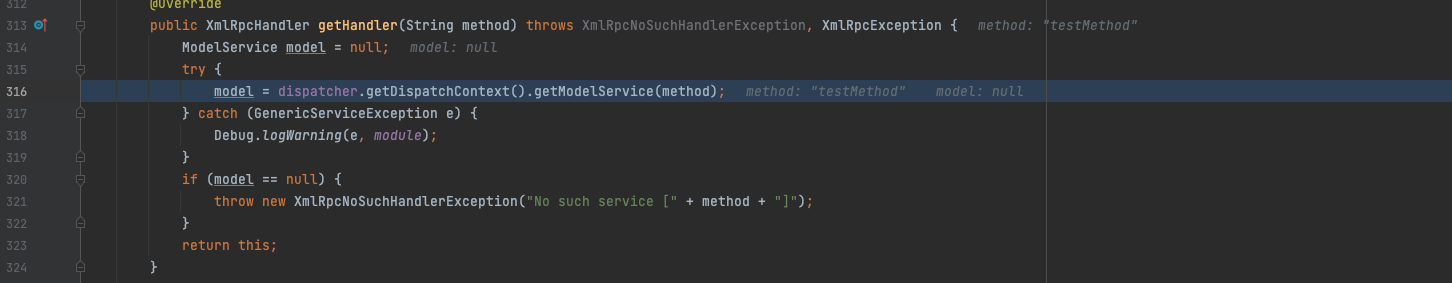 312 @Override
313 public XmlRpcHandler getHandler(String method) throws XmlRpcNoSuchHandlerException, XmlRpcException { method: "testMethod"
314 ModelService model = null; model: null
315 try {
316 model = dispatcher.getDispatchContext().getModelService(method); method: "testMethod" model: null
317 } catch (GenericServiceException e) {
318 Debug.logWarning(e, module);
319 }
320 if (model == null) {
321 throw new XmlRpcNoSuchHandlerException("No such service [" + method + "]");
322 }
323 return this;
324 }